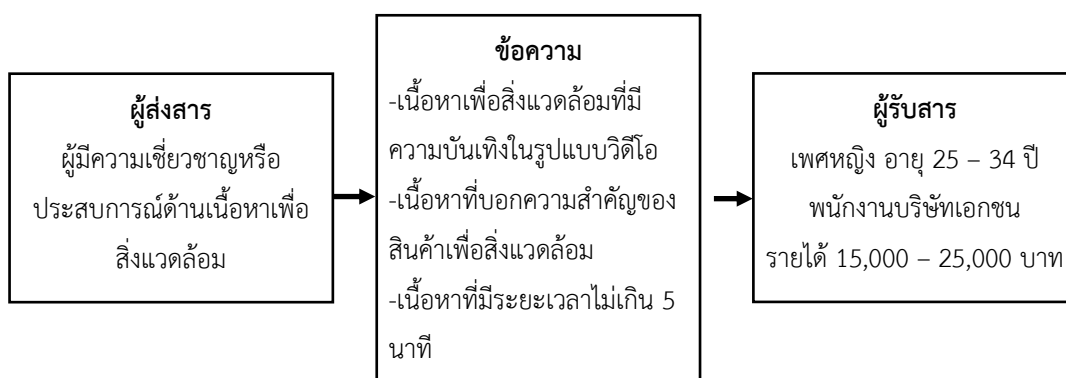 ผู้ส่งสาร
ผู้มีความเชี่ยวชาญหรือ
ประสบการณ์ด้านเนื้อหาเพื่อ
สิ่งแวดล้อม
ข้อความ
-เนื้อหาเพื่อสิ่งแวดล้อมที่มี
ความบันเทิงในรูปแบบวิดีโอ
-เนื้อหาที่บอกความสำคัญของ
สินค้าเพื่อสิ่งแวดล้อม
-เนื้อหาที่มีระยะเวลาไม่เกิน 5
นาที
ผู้รับสาร
เพศหญิง อายุ 25 – 34 ปี
พนักงานบริษัทเอกชน
รายได้ 15,000 – 25,000 บาท